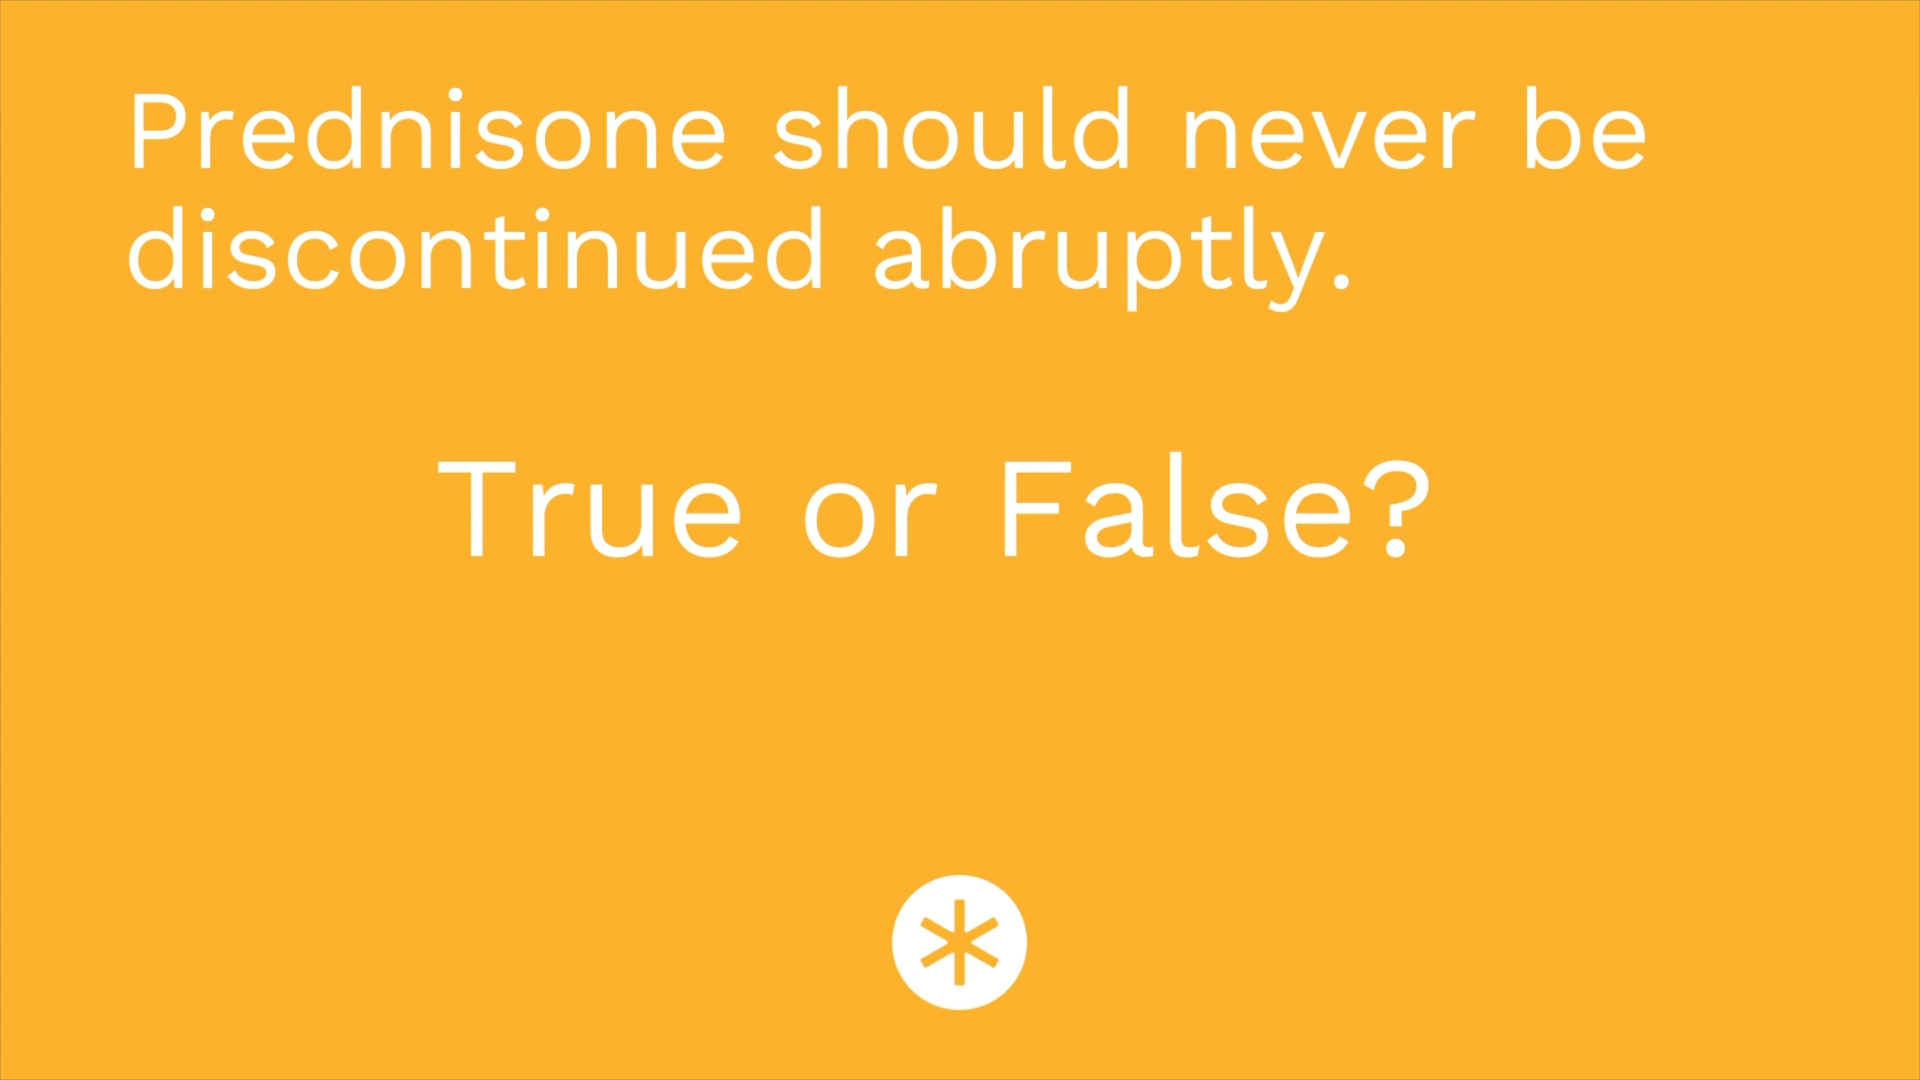 Prednisone should never be
discontinued abruptly.
True or False?